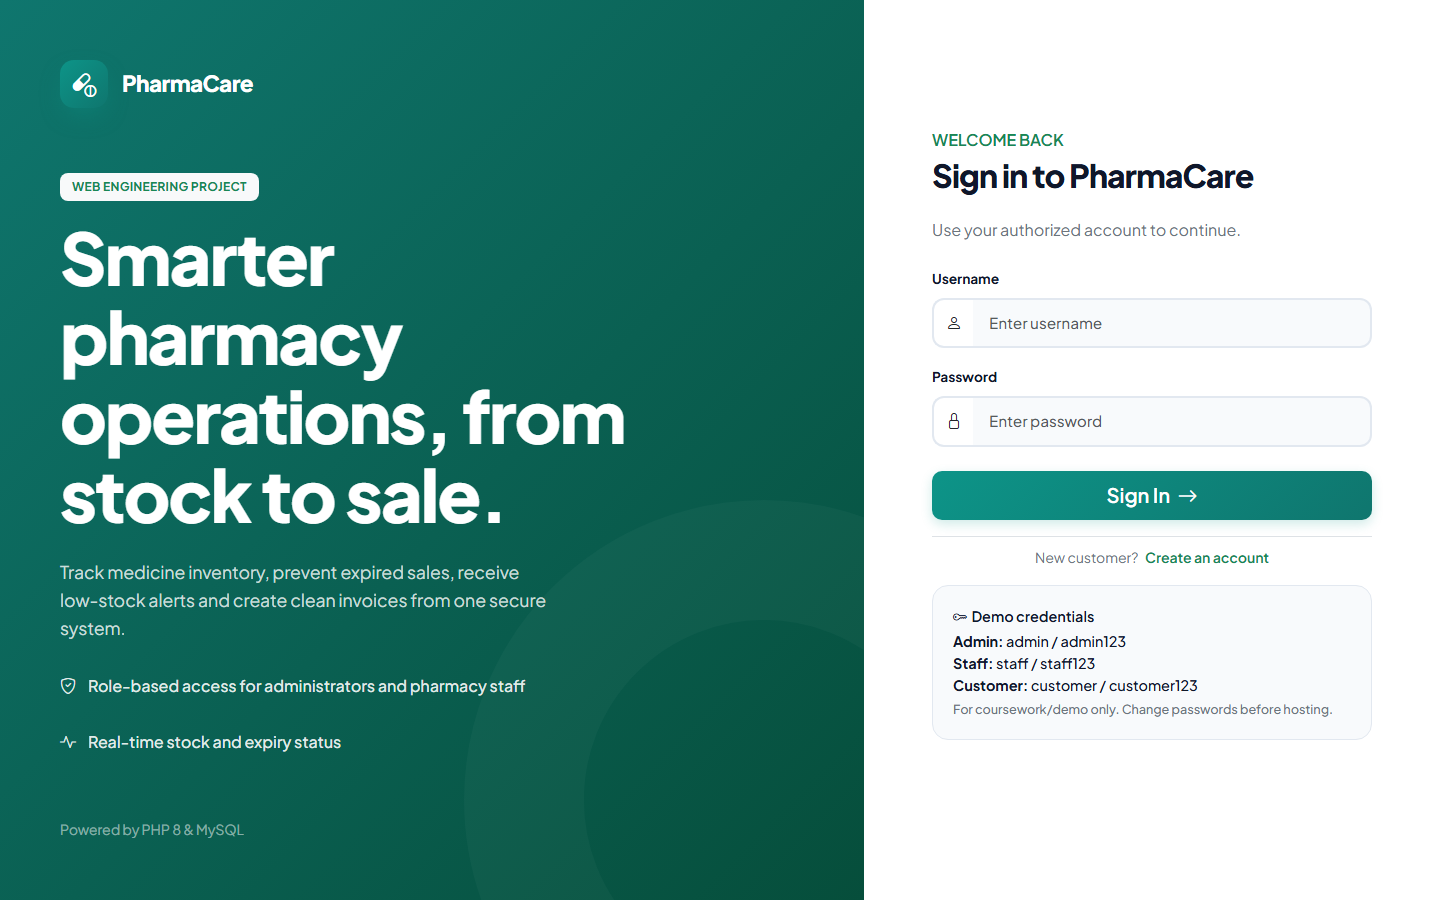 PharmaCare
WEB ENGINEERING PROJECT
Smarter
pharmacy
operations, from
stock to sale.
Track medicine inventory, prevent expired sales, receive
low-stock alerts and create clean invoices from one secure
system.
Role-based access for administrators and pharmacy staff
Real-time stock and expiry status
Powered by PHP 8 & MySQL
WELCOME BACK
Sign in to PharmaCare
Use your authorized account to continue.
Username
Enter username
Password
Enter password
Sign In →
New customer? Create an account
Demo credentials
Admin: admin / admin123
Staff: staff / staff123
Customer: customer / customer123
For coursework/demo only. Change passwords before hosting.